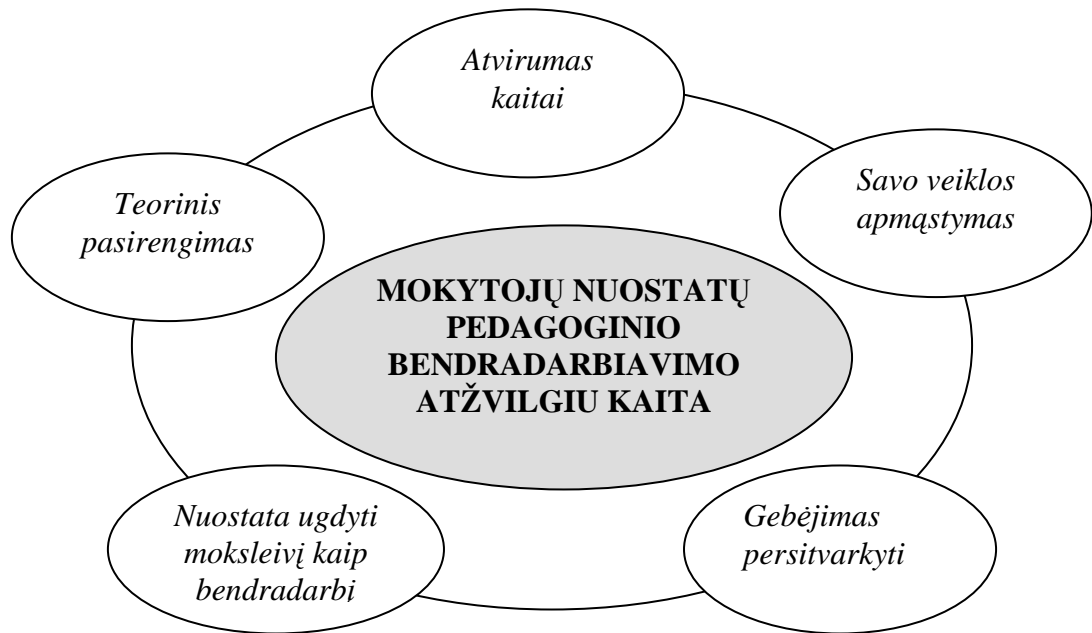 Atvirumas
kaitai
Savo veiklos
apmąstymas
Teorinis
pasirengimas
MOKYTOJŲ NUOSTATŲ
PEDAGOGINIO
BENDRADARBIAVIMO
ATŽVILGIU KAITA
Nuostata ugdyti
moksleivį kaip
bendradarbį
Gebėjimas
persitvarkyti